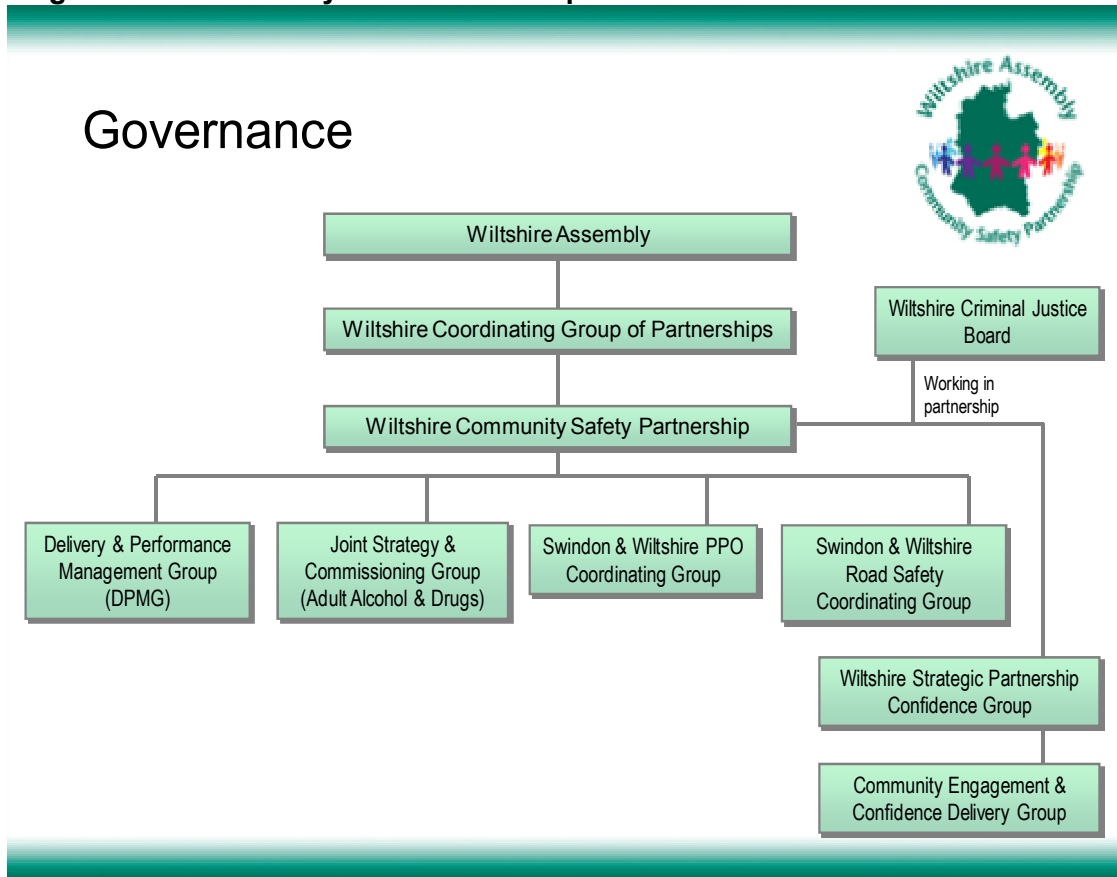 Governance
Wiltshire Assembly
Community Safety Partnership
Wiltshire Assembly
Wiltshire Coordinating Group of Partnerships
Wiltshire Criminal Justice
Board
Working in
partnership
Wiltshire Community Safety Partnership
Delivery & Performance
Management Group
(DPMG)
Joint Strategy &
Commissioning Group
(Adult Alcohol & Drugs)
Swindon & Wiltshire PPO
Coordinating Group
Swindon & Wiltshire
Road Safety
Coordinating Group
Wiltshire Strategic Partnership
Confidence Group
Community Engagement &
Confidence Delivery Group